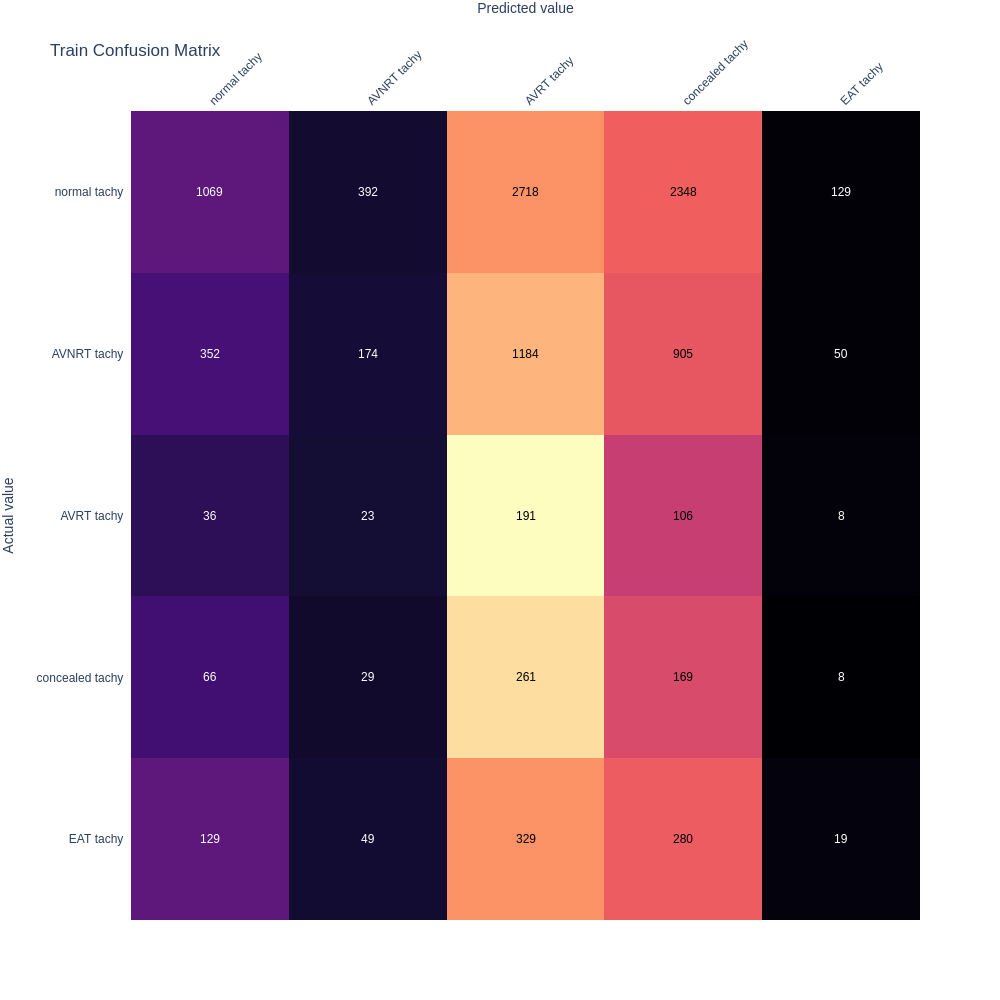 Predicted value
Train Confusion Matrix
normal tachy AVNRT tachy AVRT tachy concealed tachy EAT tachy
normal tachy 1069 392 2718 2348 129
AVNRT tachy 352 174 1184 905 50
Actual value
AVRT tachy 36 23 191 106 8
concealed tachy 66 29 261 169 8
EAT tachy 129 49 329 280 19